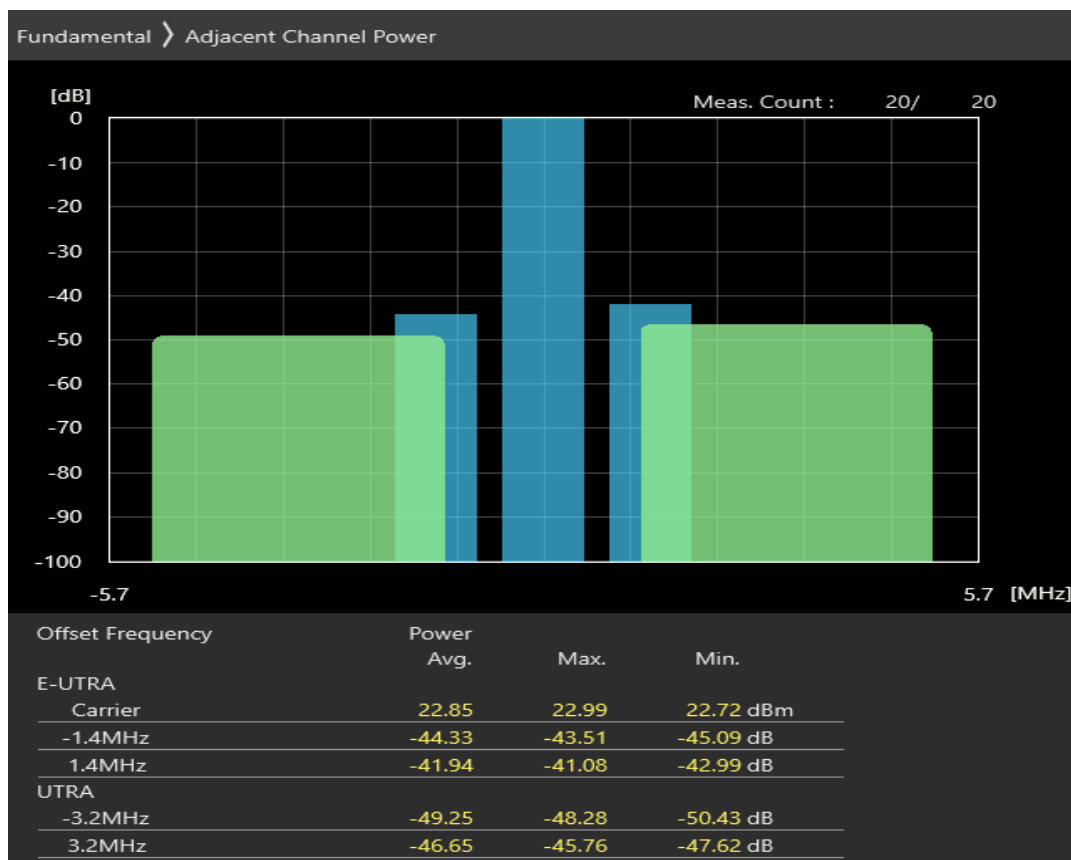 Fundamental 〉 Adjacent Channel Power
[dB]
Meas. Count : 20/ 20
0
-10
-20
-30
-40
-50
-60
-70
-80
-90
-100
-5.7 5.7 [MHz]
Offset Frequency Power
Avg. Max. Min.
E-UTRA
Carrier 22.85 22.99 22.72 dBm
-1.4MHz -44.33 -43.51 -45.09 dB
1.4MHz -41.94 -41.08 -42.99 dB
UTRA
-3.2MHz -49.25 -48.28 -50.43 dB
3.2MHz -46.65 -45.76 -47.62 dB